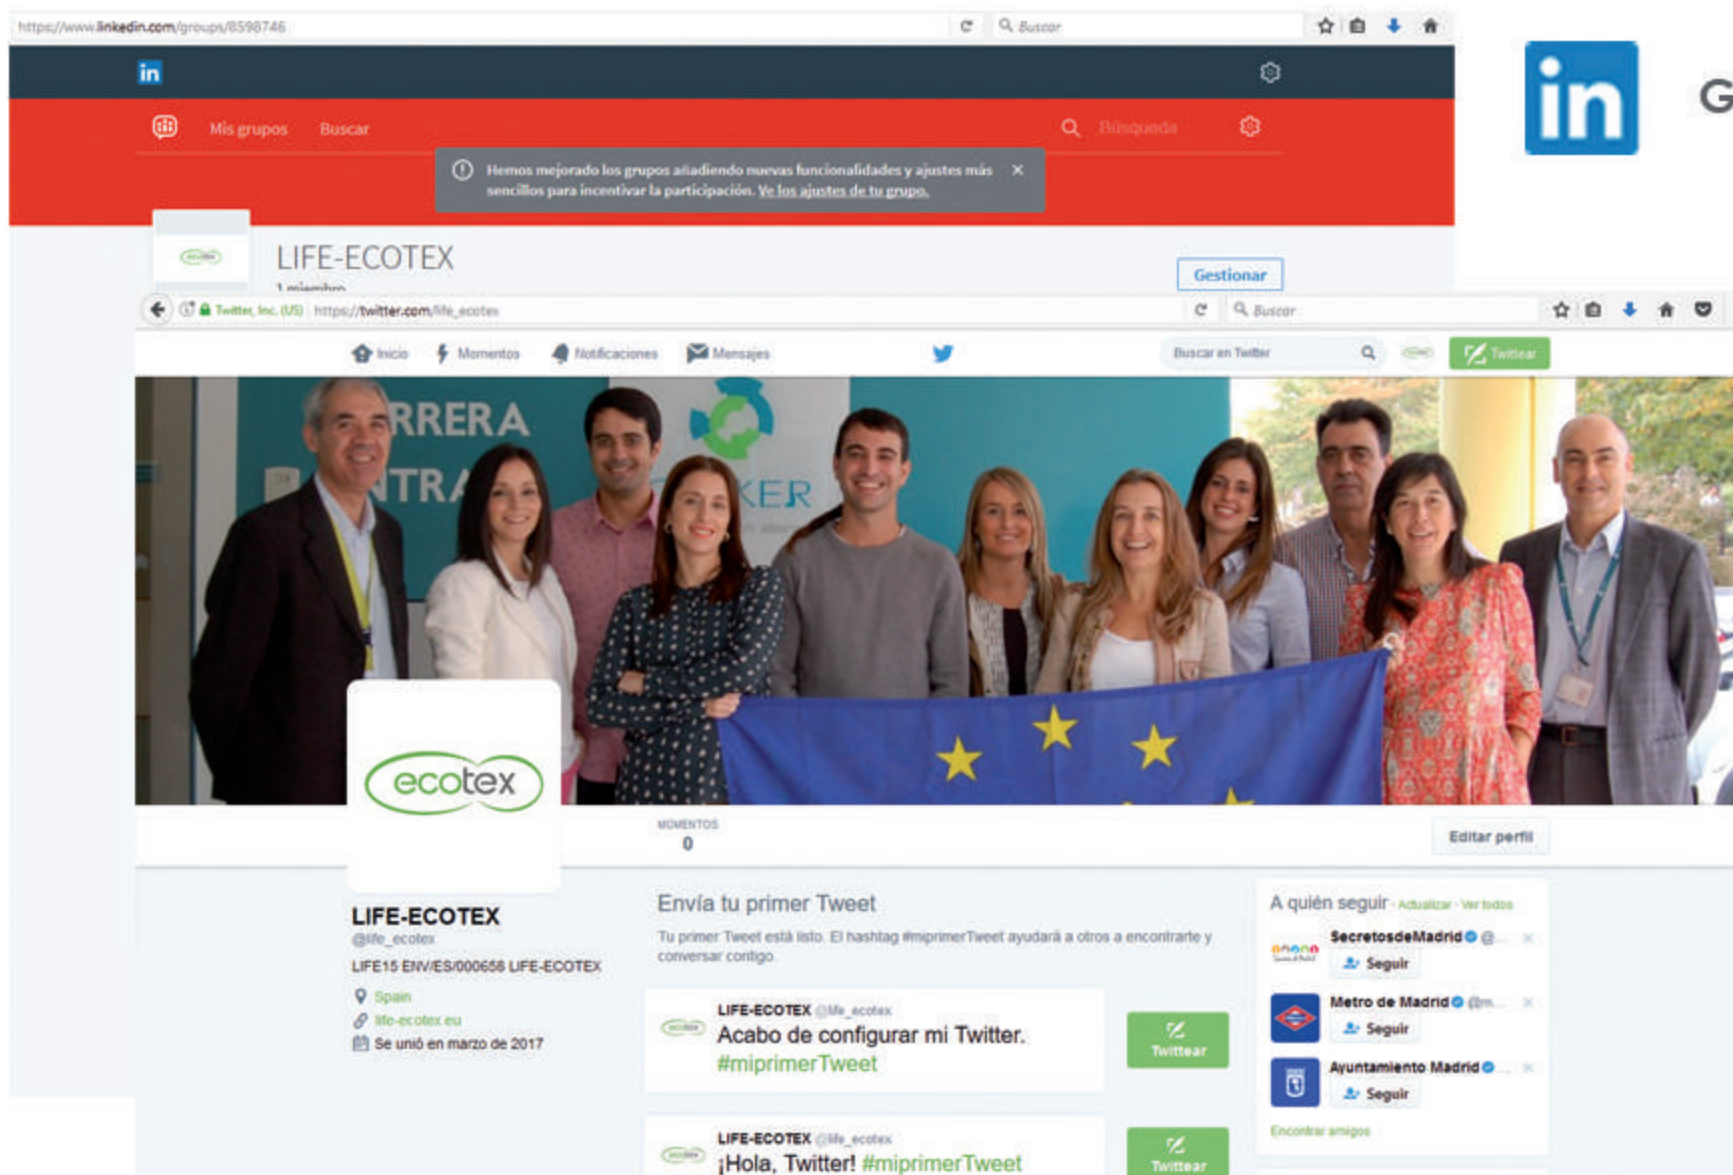 https://www.linkedin.com/groups/8598746
Buscar
in
in
G
Mis grupos Buscar
Búsqueda
Hemos mejorado los grupos añadiendo nuevas funcionalidades y ajustes más
sencillos para incentivar la participación. Ve los ajustes de tu grupo.
ecotex
LIFE-ECOTEX
Gestionar
1 miembro
Twitter, Inc. (US) https://twitter.com/life_ecotex
Buscar
Inicio Momentos Notificaciones Mensajes
Buscar en Twitter
Twittear
RRERA
NTRA
KER
ecotex
MOMENTOS
0
Editar perfil
LIFE-ECOTEX
@life_ecotex
LIFE15 ENV/ES/000658 LIFE-ECOTEX
Spain
life-ecotex.eu
Se unió en marzo de 2017
Envía tu primer Tweet
Tu primer Tweet está listo. El hashtag #miprimerTweet ayudará a otros a encontrarte y
conversar contigo.
LIFE-ECOTEX @life_ecotex
Acabo de configurar mi Twitter.
#miprimerTweet
Twittear
LIFE-ECOTEX @life_ecotex
¡Hola, Twitter! #miprimerTweet
Twittear
A quién seguir · Actualizar · Ver todos
SecretosdeMadrid @...
Seguir
Metro de Madrid @m...
Seguir
Ayuntamiento Madrid ...
Seguir
Encontrar amigos